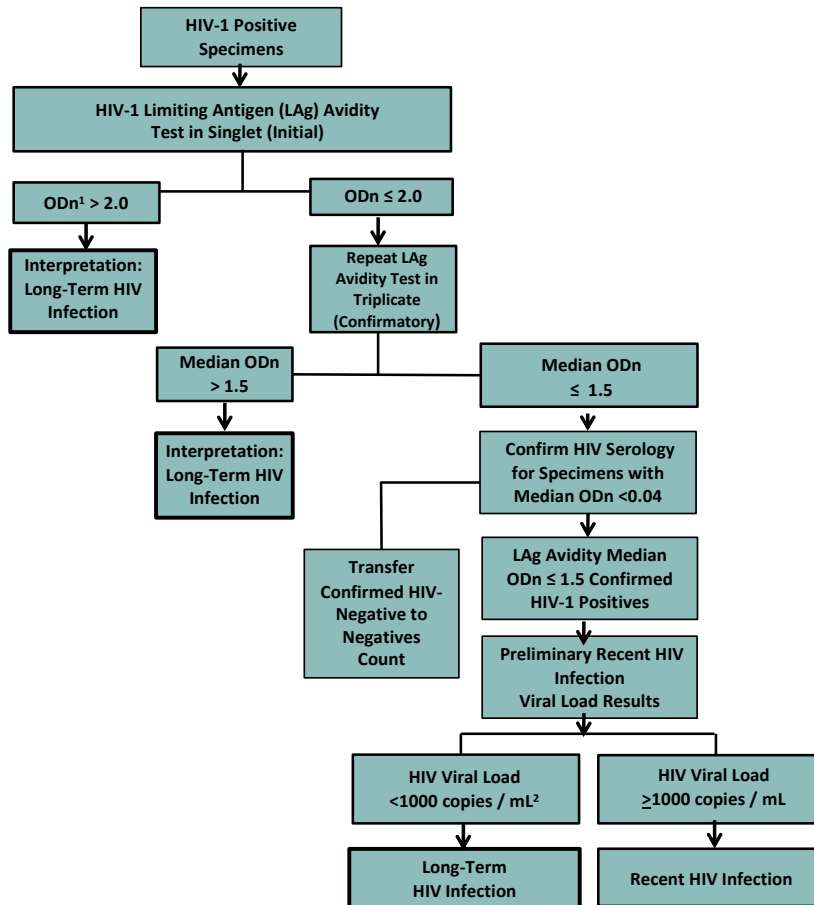 HIV-1 Positive
Specimens
HIV-1 Limiting Antigen (LAg) Avidity
Test in Singlet (Initial)
ODn¹ > 2.0
ODn ≤ 2.0
Interpretation:
Long-Term HIV
Infection
Repeat LAg
Avidity Test in
Triplicate
(Confirmatory)
Median ODn
> 1.5
Median ODn
≤ 1.5
Interpretation:
Long-Term HIV
Infection
Confirm HIV Serology
for Specimens with
Median ODn <0.04
Transfer
Confirmed HIV-
Negative to
Negatives
Count
LAg Avidity Median
ODn ≤ 1.5 Confirmed
HIV-1 Positives
Preliminary Recent HIV
Infection
Viral Load Results
HIV Viral Load
<1000 copies / mL²
HIV Viral Load
≥1000 copies / mL
Long-Term
HIV Infection
Recent HIV Infection